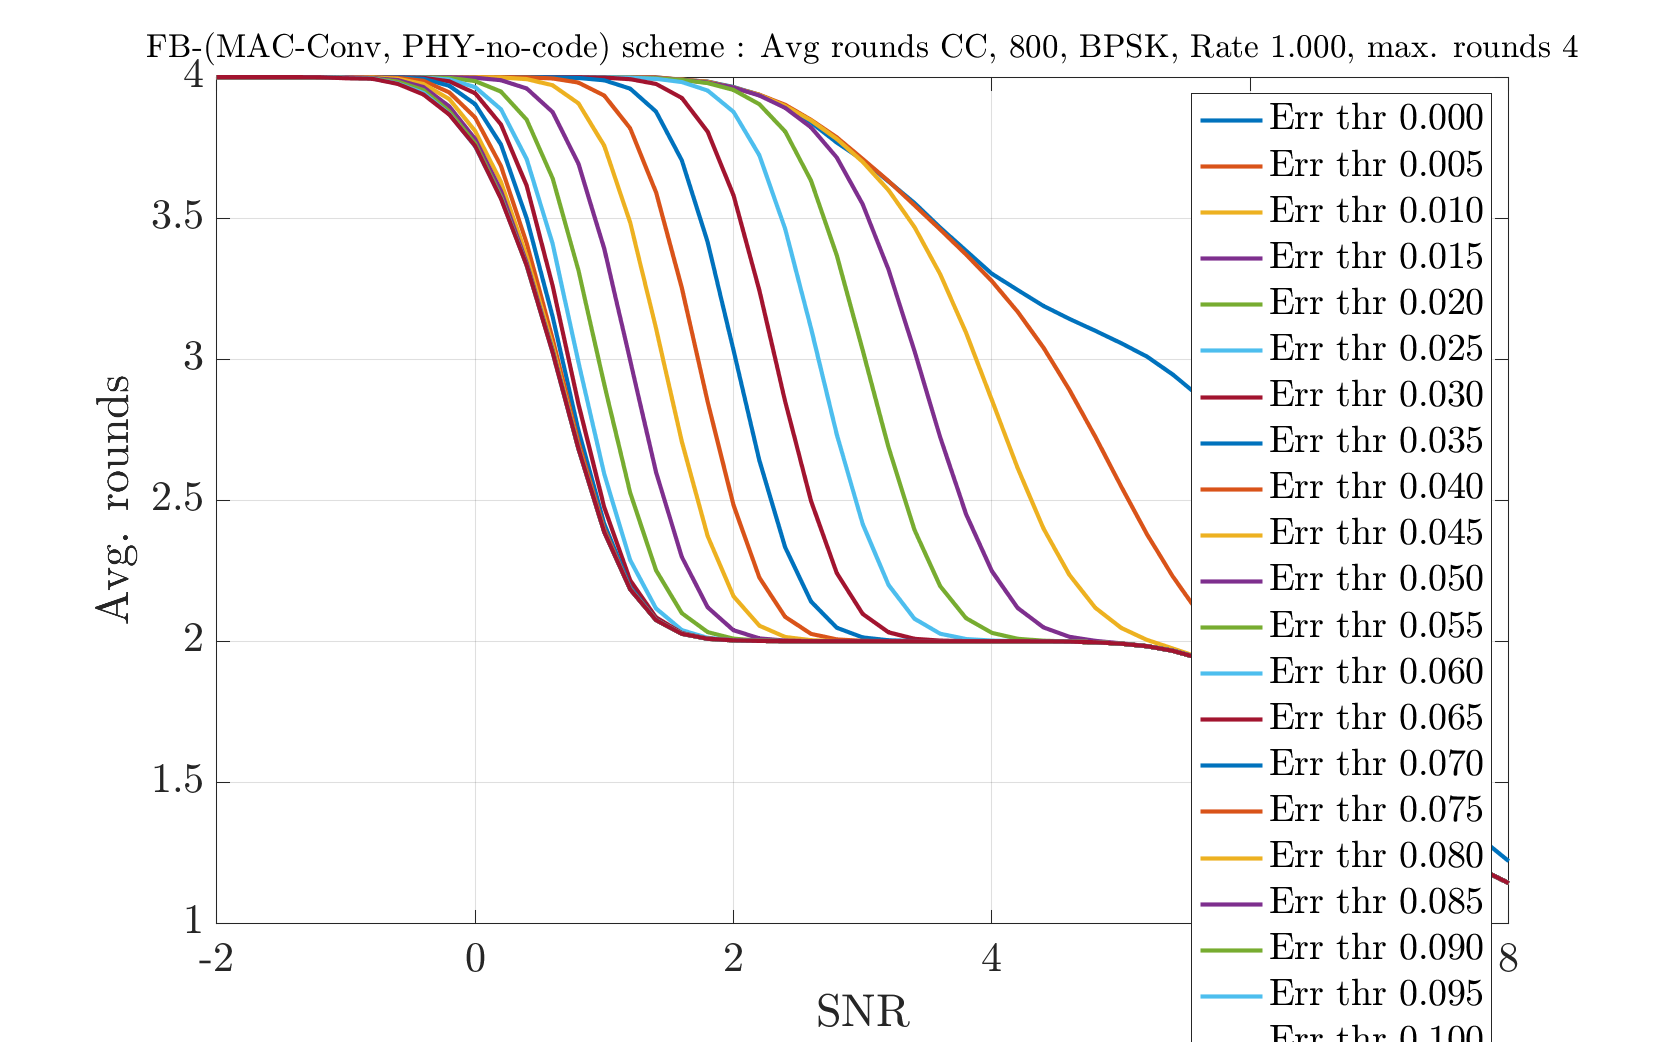 FB-(MAC-Conv, PHY-no-code) scheme : Avg rounds CC, 800, BPSK, Rate 1.000, max. rounds 4
4
3.5
3
2.5
2
1.5
1
Avg. rounds
-2 0 2 4 8
SNR
Err thr 0.000
Err thr 0.005
Err thr 0.010
Err thr 0.015
Err thr 0.020
Err thr 0.025
Err thr 0.030
Err thr 0.035
Err thr 0.040
Err thr 0.045
Err thr 0.050
Err thr 0.055
Err thr 0.060
Err thr 0.065
Err thr 0.070
Err thr 0.075
Err thr 0.080
Err thr 0.085
Err thr 0.090
Err thr 0.095
Err thr 0.100